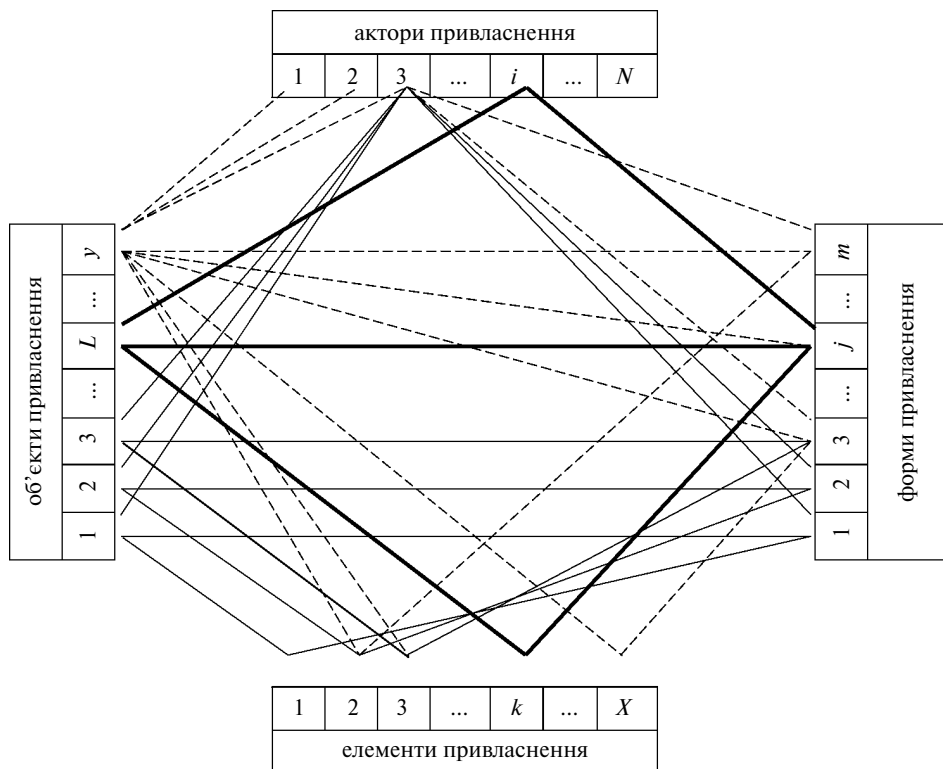 актори привласнення
1 2 3 ... i ... N
об’єкти привласнення
y
...
L
...
3
2
1
m
...
j
...
3
2
1
форми привласнення
1 2 3 ... k ... X
елементи привласнення